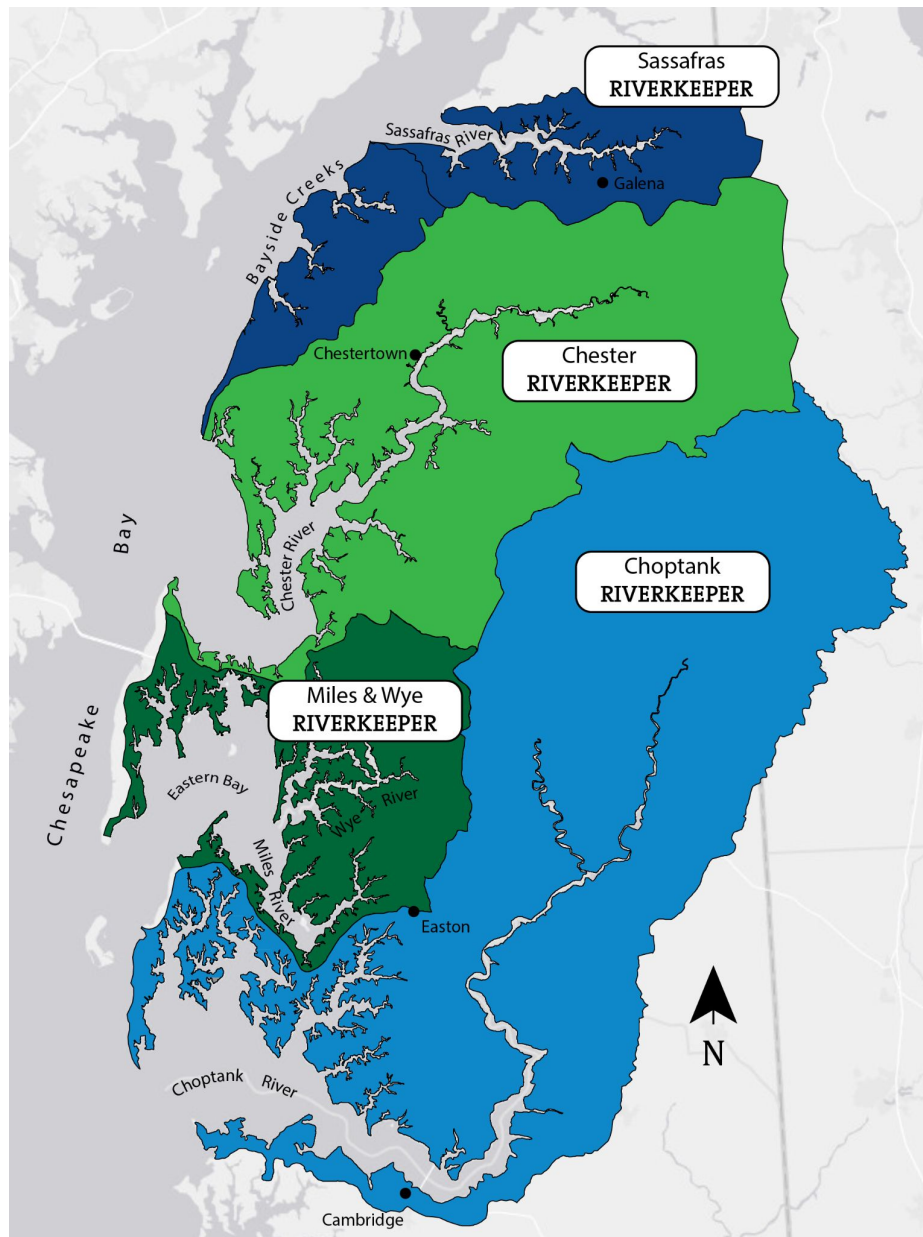 Sassafras
RIVERKEEPER
Sassafras River
Galena
Bayside Creeks
Chestertown
Chester
RIVERKEEPER
Chester River
Bay
Choptank
RIVERKEEPER
Miles & Wye
RIVERKEEPER
Chesapeake
Eastern Bay
Wye River
Miles River
Easton
N
Choptank River
Cambridge